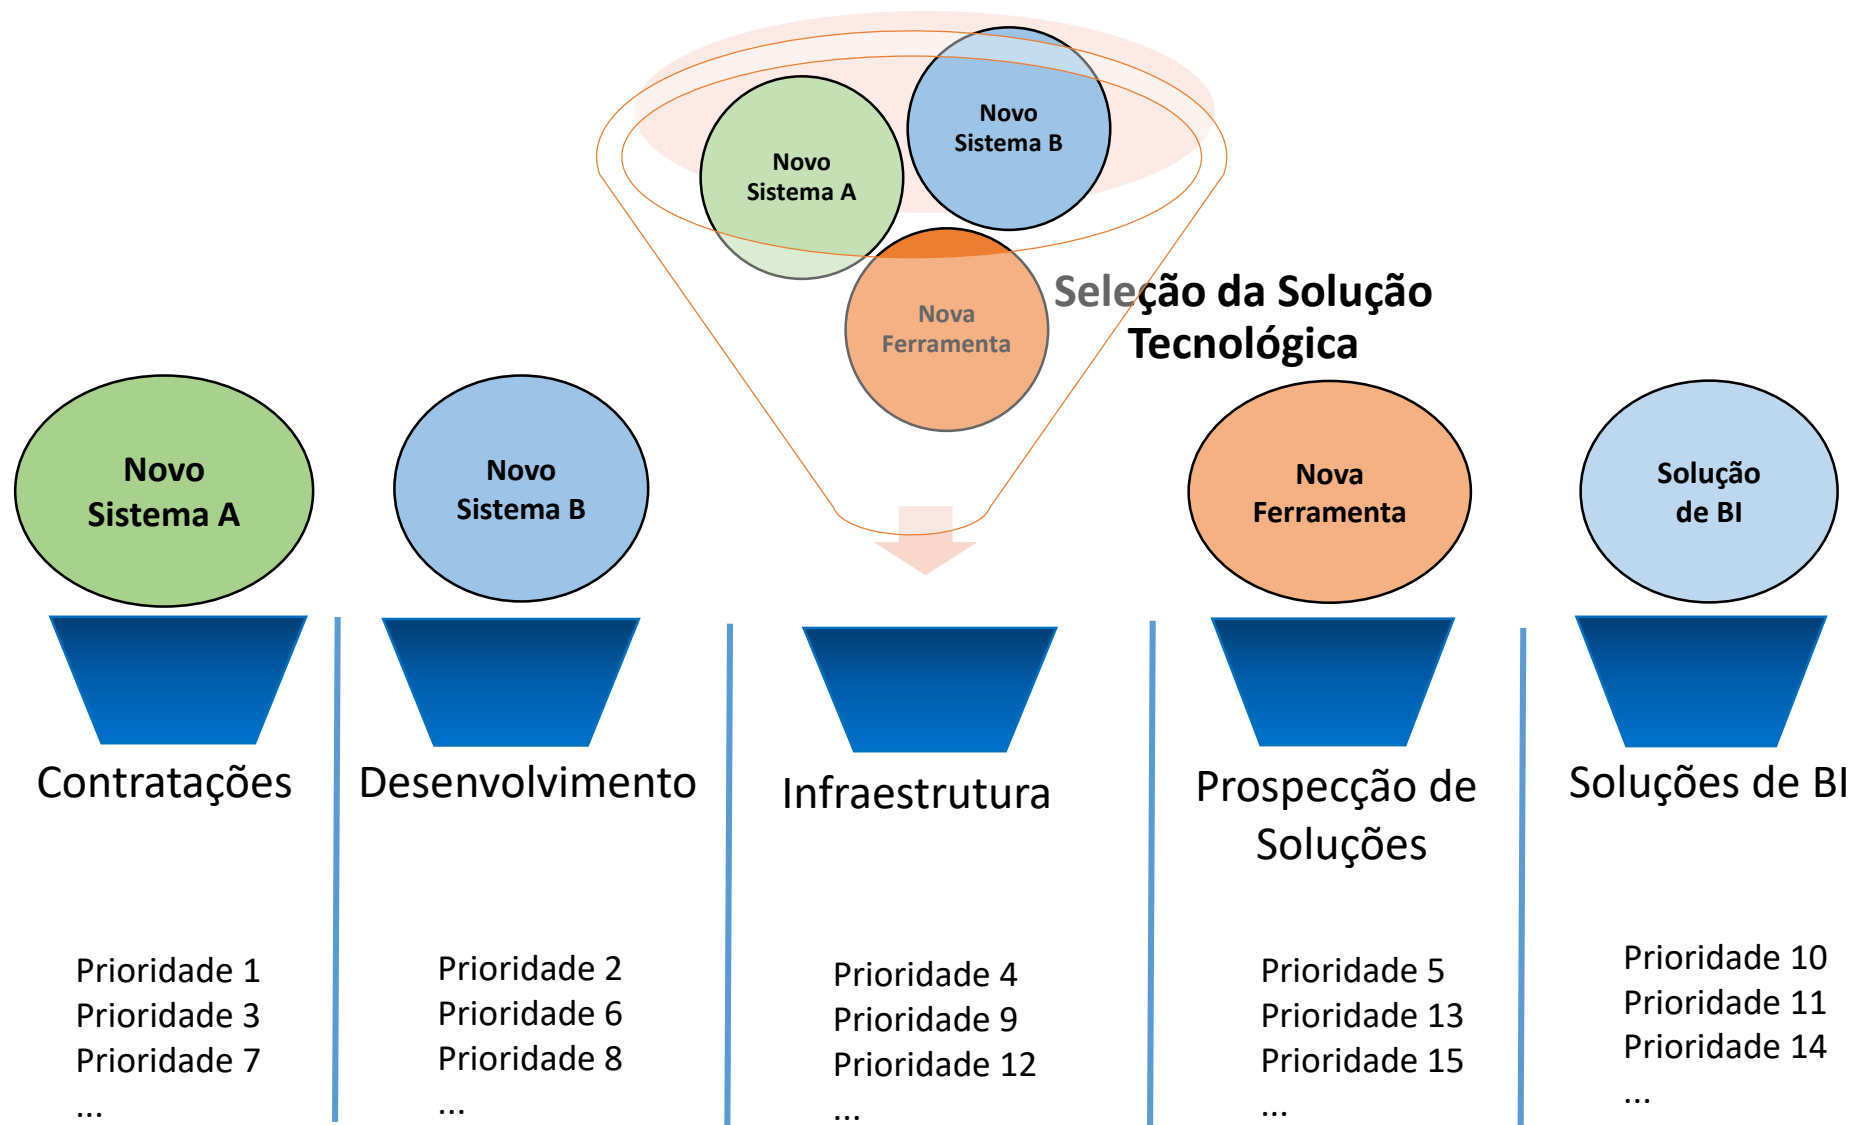 Novo
Sistema B
Novo
Sistema A
Nova
Ferramenta
Seleção da Solução
Tecnológica
Novo
Sistema A
Novo
Sistema B
Nova
Ferramenta
Solução
de BI
Contratações
Desenvolvimento
Infraestrutura
Prospecção de
Soluções
Soluções de BI
Prioridade 1
Prioridade 3
Prioridade 7
...
Prioridade 2
Prioridade 6
Prioridade 8
...
Prioridade 4
Prioridade 9
Prioridade 12
...
Prioridade 5
Prioridade 13
Prioridade 15
...
Prioridade 10
Prioridade 11
Prioridade 14
...